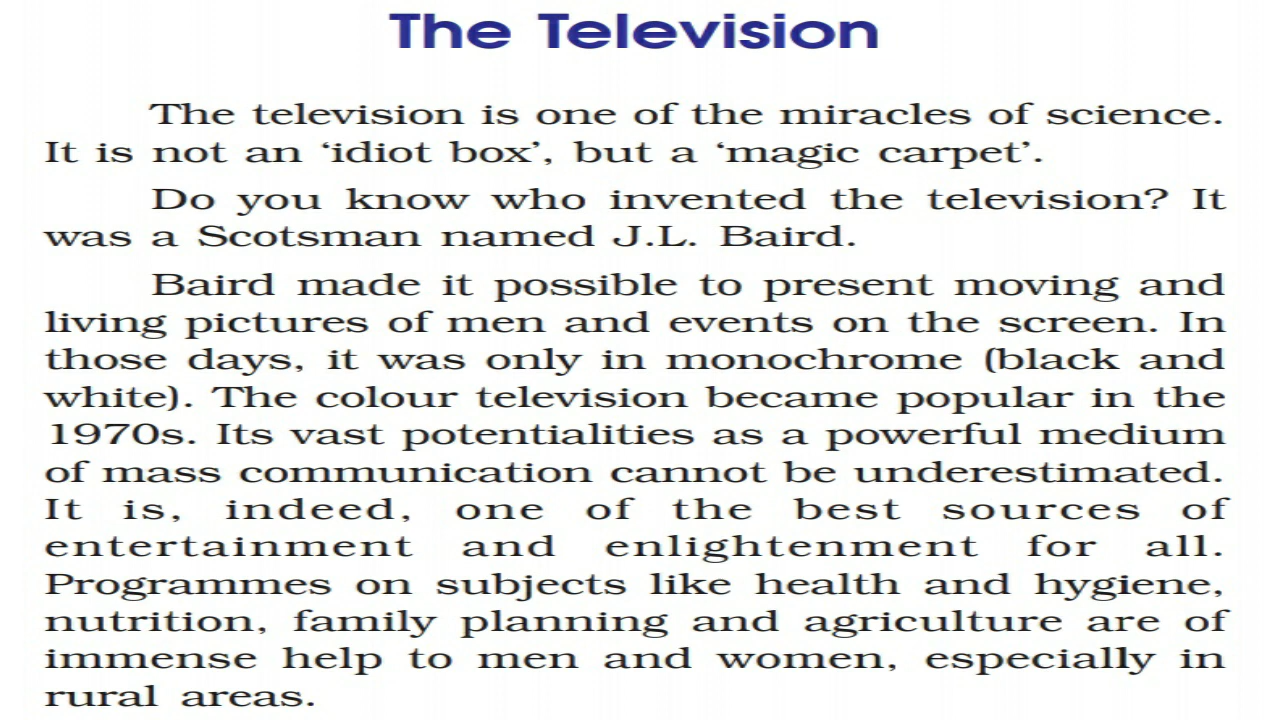 The Television
The television is one of the miracles of science.
It is not an ‘idiot box’, but a ‘magic carpet’.
Do you know who invented the television? It
was a Scotsman named J.L. Baird.
Baird made it possible to present moving and
living pictures of men and events on the screen. In
those days, it was only in monochrome (black and
white). The colour television became popular in the
1970s. Its vast potentialities as a powerful medium
of mass communication cannot be underestimated.
It is, indeed, one of the best sources of
entertainment and enlightenment for all.
Programmes on subjects like health and hygiene,
nutrition, family planning and agriculture are of
immense help to men and women, especially in
rural areas.